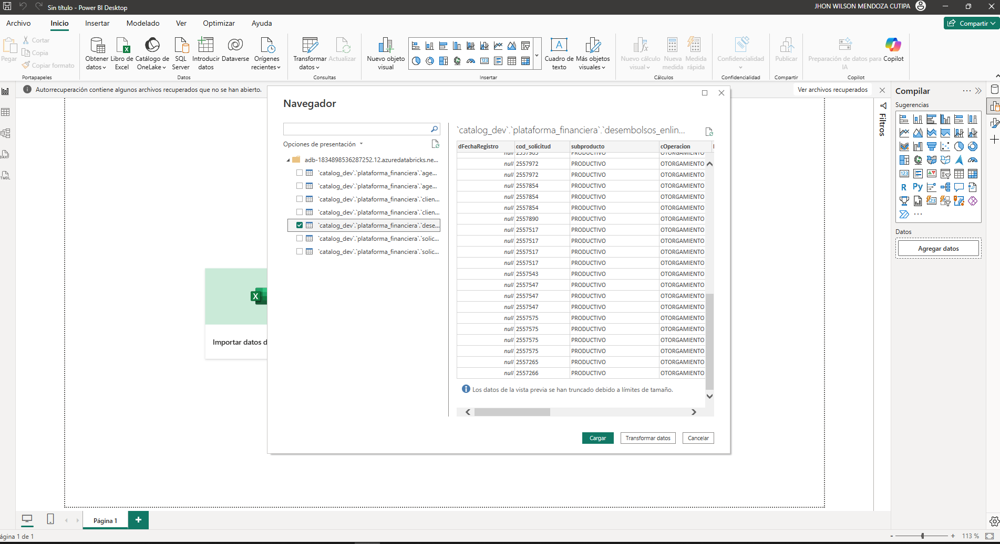 Sin título - Power BI Desktop
JHON WILSON MENDOZA CUTIPA
Archivo Inicio Insertar Modelado Ver Optimizar Ayuda
Compartir
Pegar
Cortar
Copia
Copiar formato
Portapapeles
Obtener datos
Libro de Excel
Catálogo de OneLake
SQL Server
Introducir datos
Dataverse
Orígenes recientes
Datos
Transformar datos
Actualizar
Consultas
Nuevo objeto visual
Cuadro de texto
Más objetos visuales
Insertar
Nuevo cálculo visual
Nueva medida
Medida rápida
Cálculos
Confidencialidad
Confidencialidad
Publicar
Compartir
Preparación de datos para IA
Copilot
Copilot
Autorrecuperación contiene algunos archivos recuperados que no se han abierto.
Ver archivos recuperados
DAX
TMDL
Importar datos d
Navegador
Opciones de presentación
adb-1834898536287252.12.azuredatabricks.ne...
`catalog_dev`.`plataforma_financiera`.`age...
`catalog_dev`.`plataforma_financiera`.`age...
`catalog_dev`.`plataforma_financiera`.`clien...
`catalog_dev`.`plataforma_financiera`.`clien...
`catalog_dev`.`plataforma_financiera`.`dese...
`catalog_dev`.`plataforma_financiera`.`solic...
`catalog_dev`.`plataforma_financiera`.`solic...
`catalog_dev`.`plataforma_financiera`.`desembolsos_enlin...
dFechaRegistro cod_solicitud subproducto cOperacion
null 2557965 PRODUCTIVO OTORGAMIENTO
null 2557972 PRODUCTIVO OTORGAMIENTO
null 2557972 PRODUCTIVO OTORGAMIENTO
null 2557854 PRODUCTIVO OTORGAMIENTO
null 2557854 PRODUCTIVO OTORGAMIENTO
null 2557854 PRODUCTIVO OTORGAMIENTO
null 2557890 PRODUCTIVO OTORGAMIENTO
null 2557517 PRODUCTIVO OTORGAMIENTO
null 2557517 PRODUCTIVO OTORGAMIENTO
null 2557517 PRODUCTIVO OTORGAMIENTO
null 2557517 PRODUCTIVO OTORGAMIENTO
null 2557543 PRODUCTIVO OTORGAMIENTO
null 2557547 PRODUCTIVO OTORGAMIENTO
null 2557547 PRODUCTIVO OTORGAMIENTO
null 2557547 PRODUCTIVO OTORGAMIENTO
null 2557575 PRODUCTIVO OTORGAMIENTO
null 2557575 PRODUCTIVO OTORGAMIENTO
null 2557575 PRODUCTIVO OTORGAMIENTO
null 2557575 PRODUCTIVO OTORGAMIENTO
null 2557265 PRODUCTIVO OTORGAMIENTO
null 2557266 PRODUCTIVO OTORGAMIENTO
Los datos de la vista previa se han truncado debido a límites de tamaño.
Cargar
Transformar datos
Cancelar
Filtros
Compilar
Sugerencias
123
R
Py
123
Datos
Agregar datos
Página 1
ágina 1 de 1
113 %